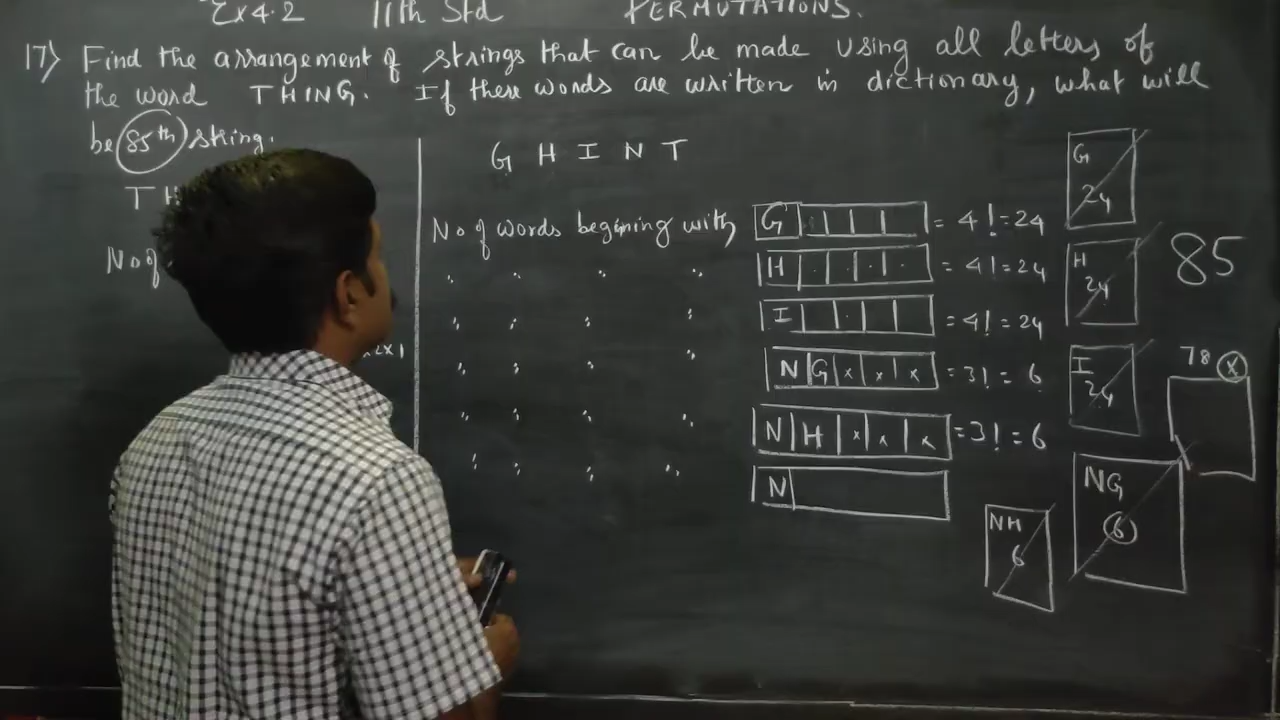 Ex 4.2 11th Std PERMUTATIONS.
17) Find the arrangement of strings that can be made using all letters of
the word THING. If these words are written in dictionary, what will
be 85th string.
TH
No of
x2x1
G H I N T
No of words begining with G = 4! = 24
" " " " H = 4! = 24
" " " " I = 4! = 24
" " " " N G x x x = 3! = 6
" " " " N H x x x = 3! = 6
" " " " N
G
24
H
24
I
24
NG
6
NH
6
85
78 x